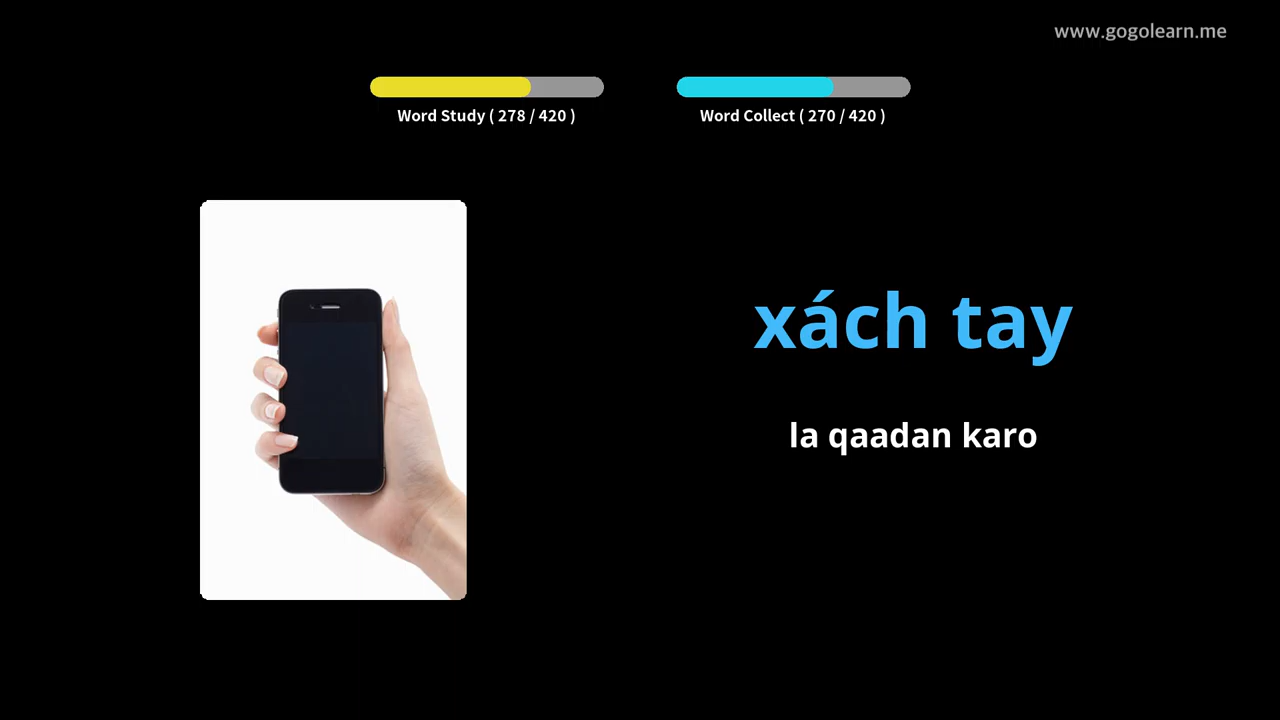 www.gogolearn.me
Word Study ( 278 / 420 )
Word Collect ( 270 / 420 )
xách tay
la qaadan karo